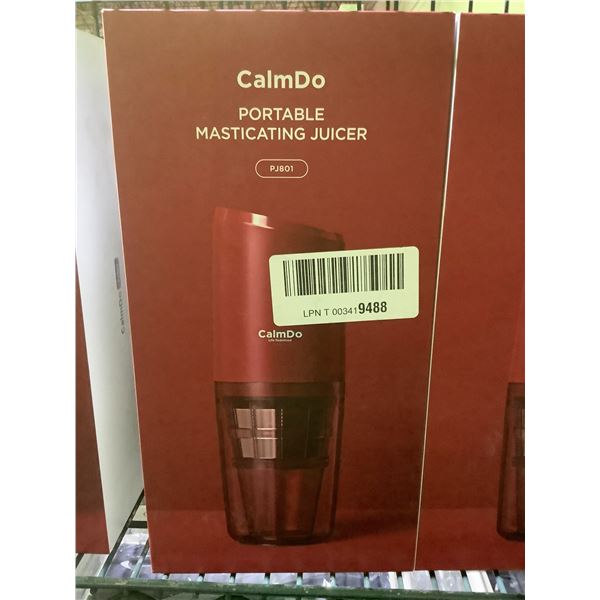 CalmDo
PORTABLE
MASTICATING JUICER
PJ801
LPN T 003419488
CalmDo
CalmDo